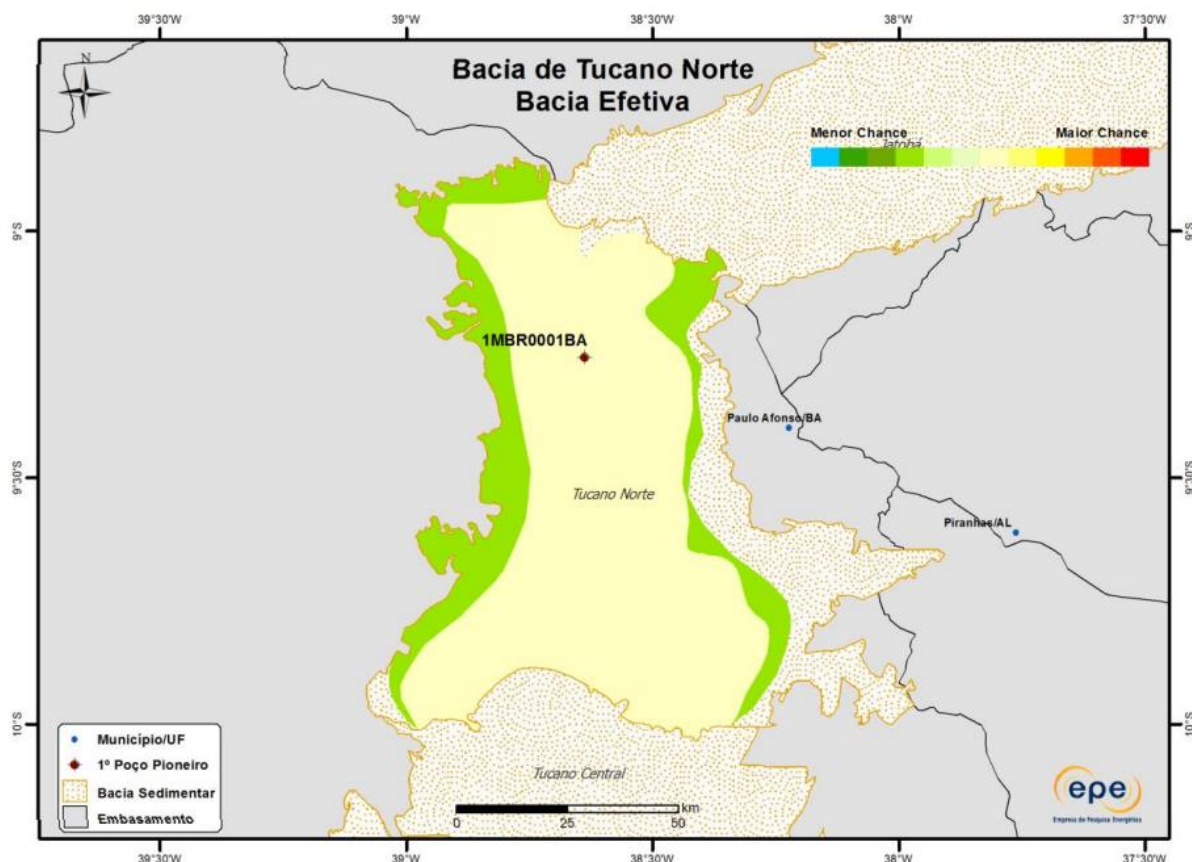 39°30'W 39°W 38°30'W 38°W 37°30'W
N
Bacia de Tucano Norte
Bacia Efetiva
Menor Chance Maior Chance
Jatobá
9°S 9°S
1MBR0001BA
Paulo Afonso/BA
9°30'S 9°30'S
Tucano Norte
Piranhas/AL
10°S 10°S
Município/UF
1º Poço Pioneiro
Bacia Sedimentar
Embasamento
Tucano Central
km
0 25 50
epe
Empresa de Pesquisa Energética
39°30'W 39°W 38°30'W 38°W 37°30'W